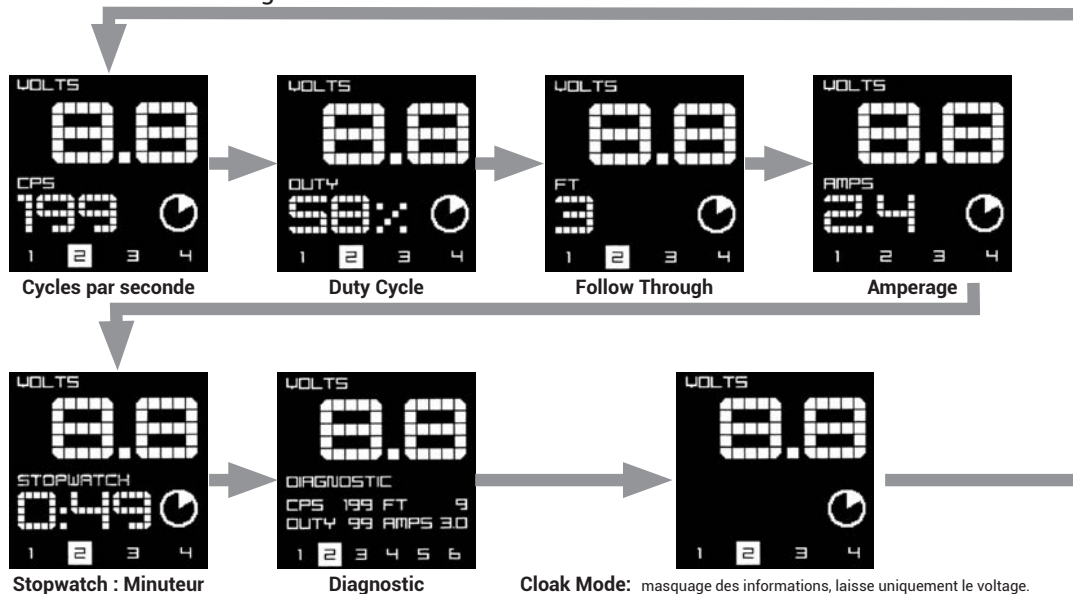 VOLTS
8.8
CPS
199
1 2 3 4
Cycles par seconde
VOLTS
8.8
DUTY
58%
1 2 3 4
Duty Cycle
VOLTS
8.8
FT
3
1 2 3 4
Follow Through
VOLTS
8.8
AMPS
2.4
1 2 3 4
Amperage
VOLTS
8.8
STOPWATCH
0:49
1 2 3 4
Stopwatch : Minuteur
VOLTS
8.8
DIAGNOSTIC
CPS 199 FT 9
DUTY 99 AMPS 3.0
1 2 3 4 5 6
Diagnostic
VOLTS
8.8
1 2 3 4
Cloak Mode: masquage des informations, laisse uniquement le voltage.